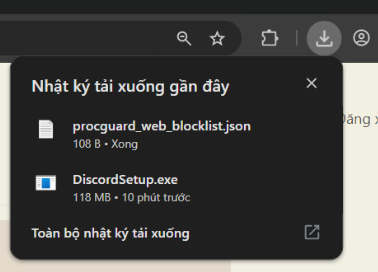 Nhật ký tải xuống gần đây
procguard_web_blocklist.json
108 B • Xong
DiscordSetup.exe
118 MB • 10 phút trước
Toàn bộ nhật ký tải xuống